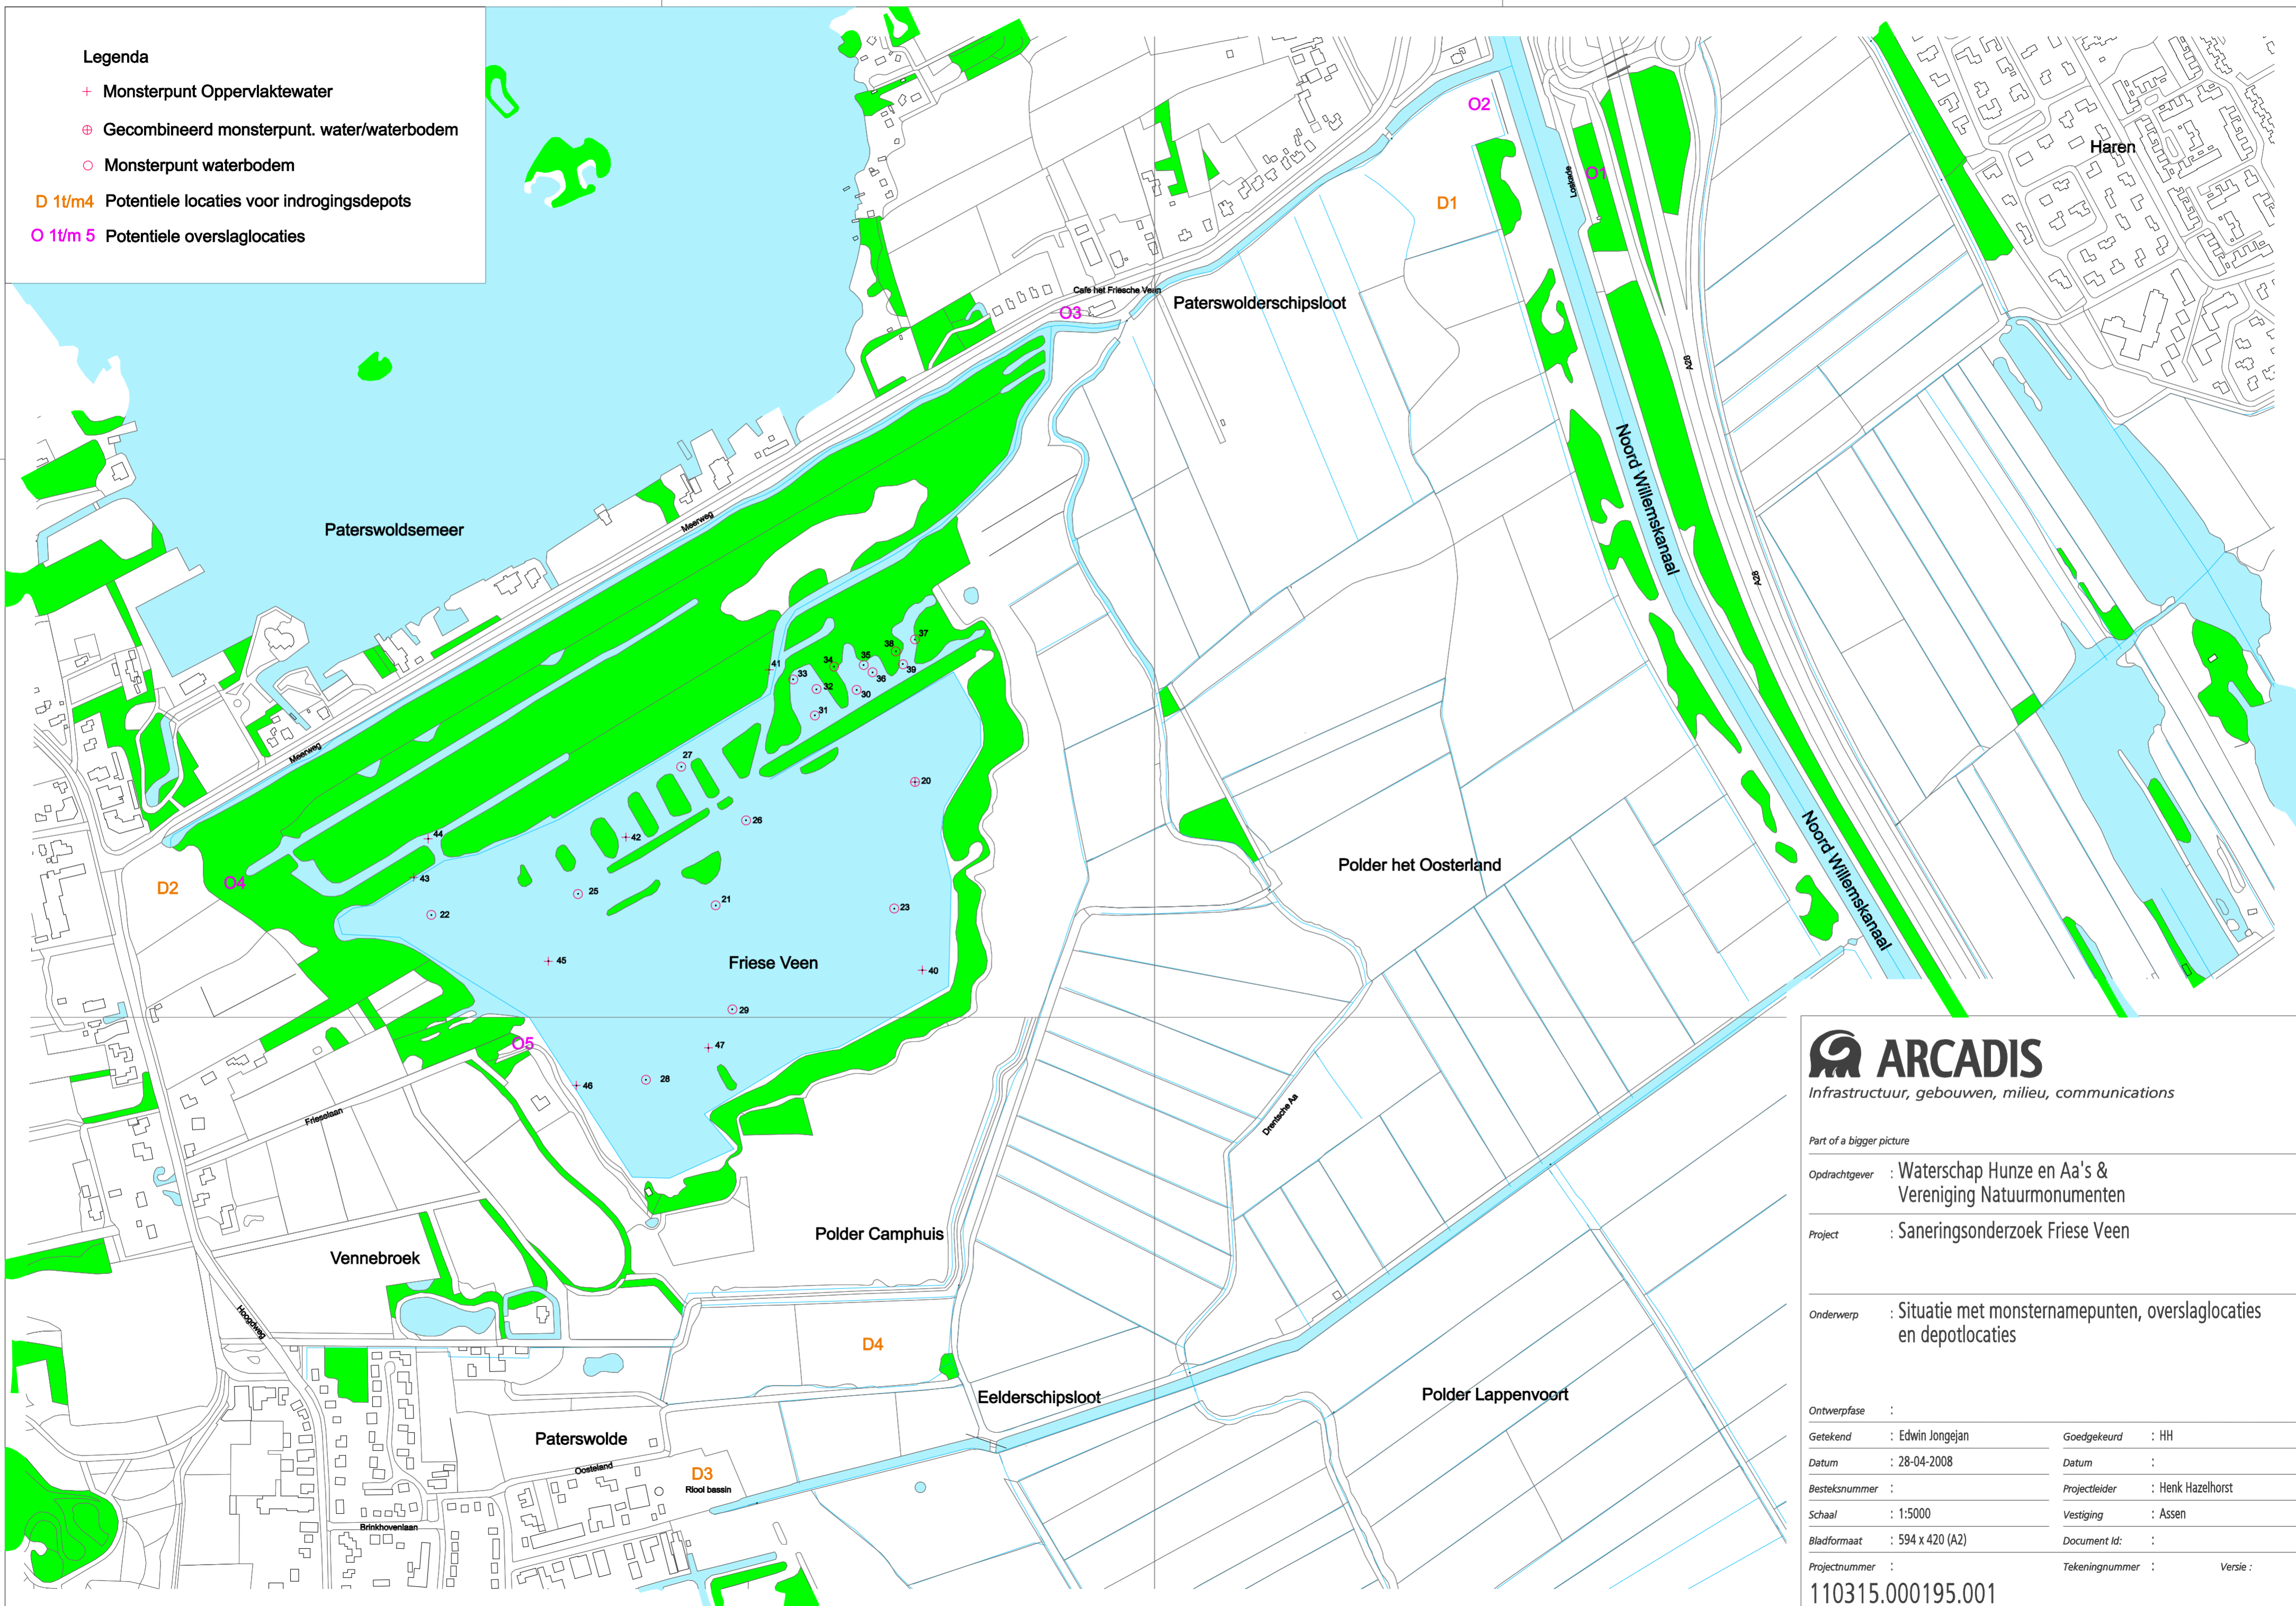 Legenda
Monsterpunt Oppervlaktewater
Gecombineerd monsterpunt. water/waterbodem
Monsterpunt waterbodem
D 1t/m4 Potentiele locaties voor indrogingsdepots
O 1t/m 5 Potentiele overslaglocaties
O2
Haren
O1
Loskade
D1
Cafe het Friesche Veen
O3
Paterswolderschipsloot
A28
Noord Willemskanaal
Paterswoldsemeer
Meerweg
A28
37
38
41
34
35
39
33
36
32
30
31
Meerweg
27
20
26
44
42
Noord Willemskanaal
Polder het Oosterland
D2
O4
43
25
21
22
23
45
Friese Veen
40
29
O5
47
46
28
Frieselaan
Drentsche Aa
Polder Camphuis
Vennebroek
Hoogdweg
D4
Eelderschipsloot
Polder Lappenvoort
Paterswolde
Oosteland
D3
Riool bassin
Brinkhovenlaan
ARCADIS
Infrastructuur, gebouwen, milieu, communications
Part of a bigger picture
Opdrachtgever : Waterschap Hunze en Aa's &
Vereniging Natuurmonumenten
Project : Saneringsonderzoek Friese Veen
Onderwerp : Situatie met monsternamepunten, overslaglocaties
en depotlocaties
Ontwerpfase :
Getekend : Edwin Jongejan Goedgekeurd : HH
Datum : 28-04-2008 Datum :
Besteksnummer : Projectleider : Henk Hazelhorst
Schaal : 1:5000 Vestiging : Assen
Bladformaat : 594 x 420 (A2) Document Id: :
Projectnummer : Tekeningnummer : Versie :
110315.000195.001